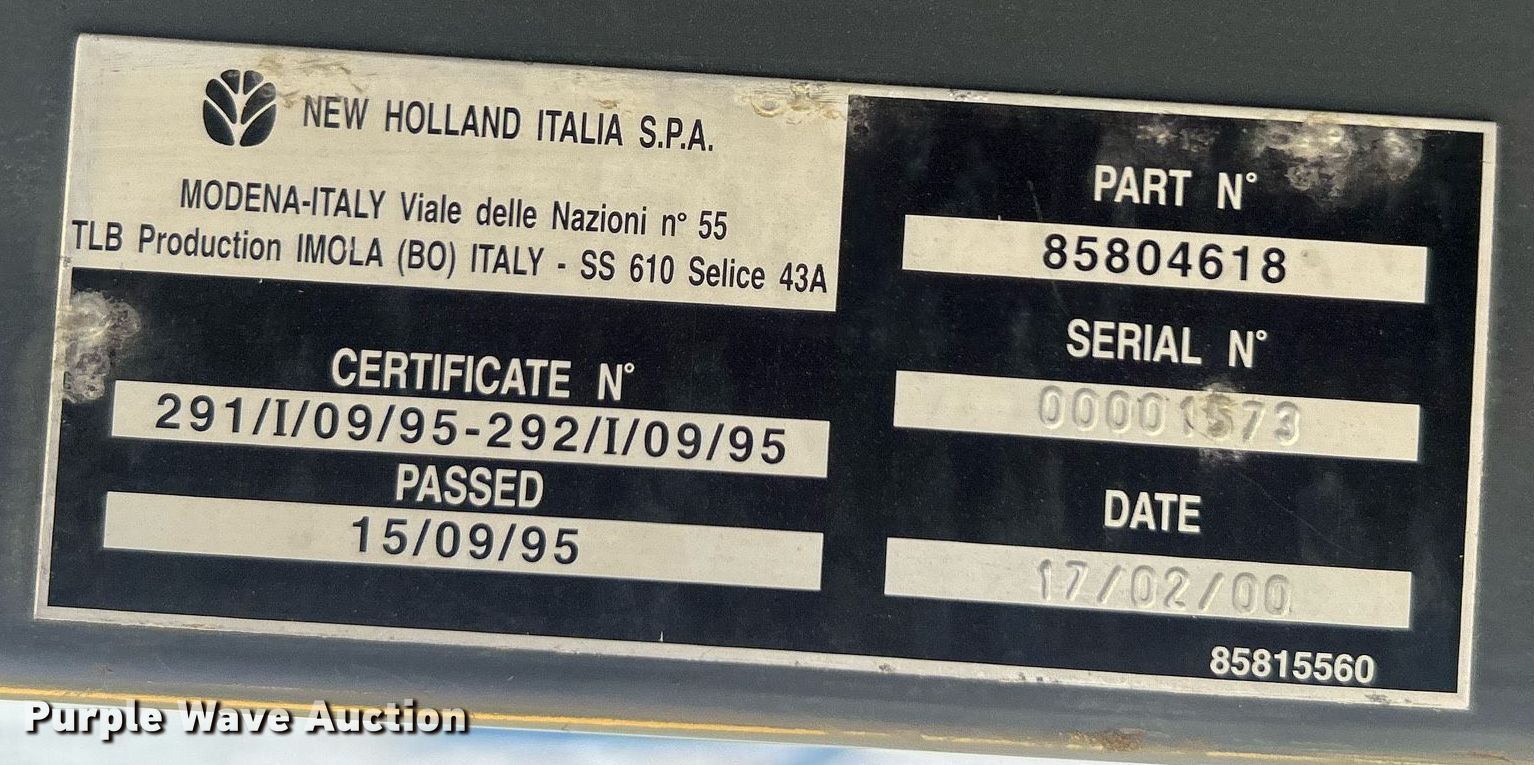 NEW HOLLAND ITALIA S.P.A.
MODENA-ITALY Viale delle Nazioni n° 55
TLB Production IMOLA (BO) ITALY - SS 610 Selice 43A
CERTIFICATE N°
291/I/09/95-292/I/09/95
PASSED
15/09/95
PART N°
85804618
SERIAL N°
00001573
DATE
17/02/00
85815560
Purple Wave Auction